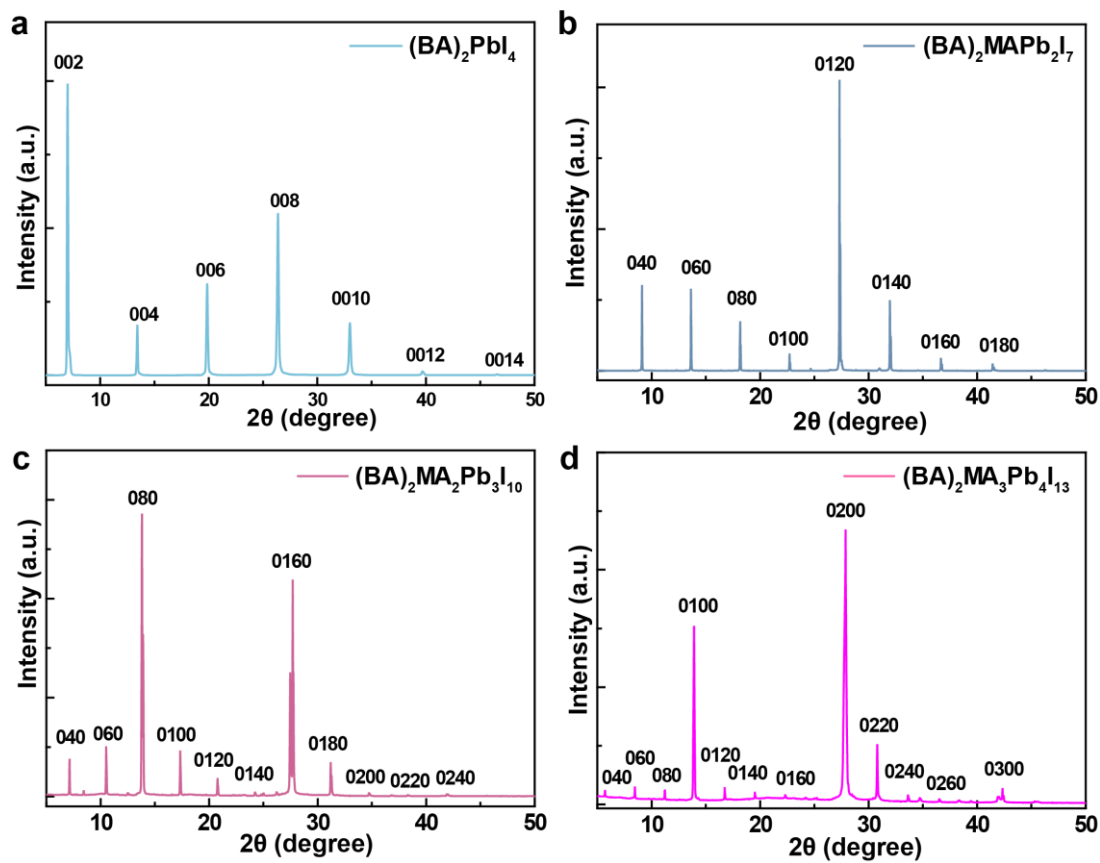 a
(BA)₂PbI₄
002
004
006
008
0010
0012
0014
Intensity (a.u.)
10 20 30 40 50
2θ (degree)
b
(BA)₂MAPb₂I₇
040
060
080
0100
0120
0140
0160
0180
Intensity (a.u.)
10 20 30 40 50
2θ (degree)
c
(BA)₂MA₂Pb₃I₁₀
040
060
080
0100
0120
0140
0160
0180
0200
0220
0240
Intensity (a.u.)
10 20 30 40 50
2θ (degree)
d
(BA)₂MA₃Pb₄I₁₃
040
060
080
0100
0120
0140
0160
0200
0220
0240
0260
0300
Intensity (a.u.)
10 20 30 40 50
2θ (degree)